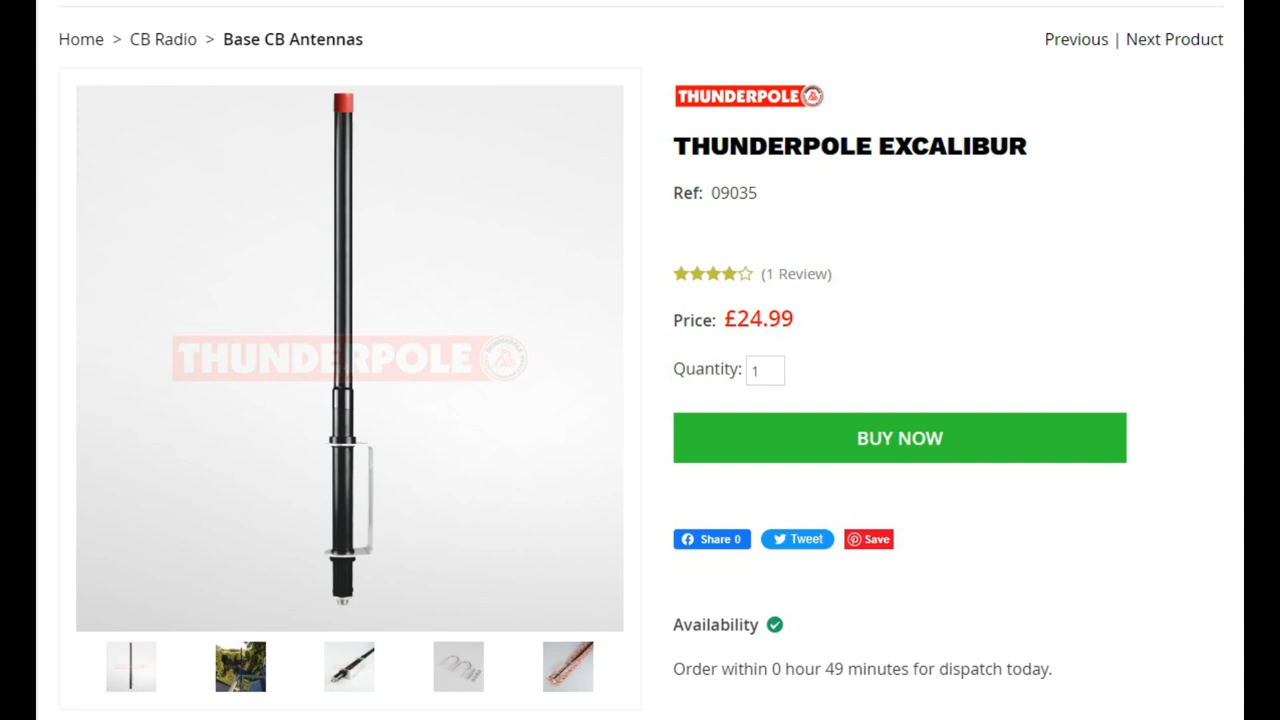 Home > CB Radio > Base CB Antennas
Previous | Next Product
THUNDERPOLE
THUNDERPOLE EXCALIBUR
Ref: 09035
(1 Review)
Price: £24.99
THUNDERPOLE
Quantity: 1
BUY NOW
Share 0
Tweet
Save
Availability
Order within 0 hour 49 minutes for dispatch today.